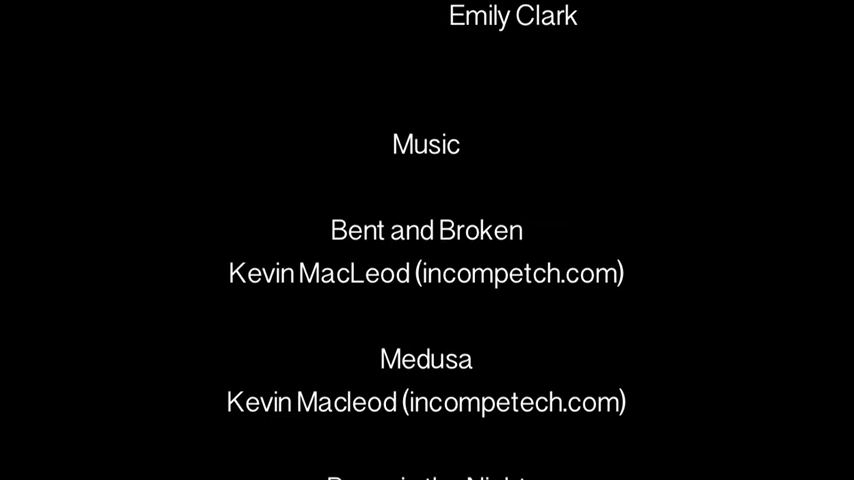 Emily Clark
Music
Bent and Broken
Kevin MacLeod (incompetch.com)
Medusa
Kevin Macleod (incompetech.com)